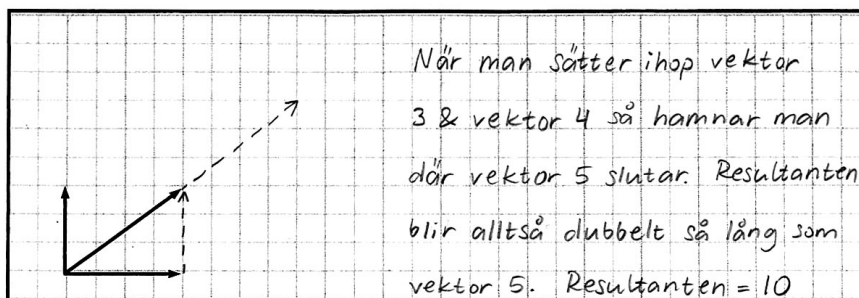 När man sätter ihop vektor
3 & vektor 4 så hamnar man
där vektor 5 slutar. Resultanten
blir alltså dubbelt så lång som
vektor 5. Resultanten = 10